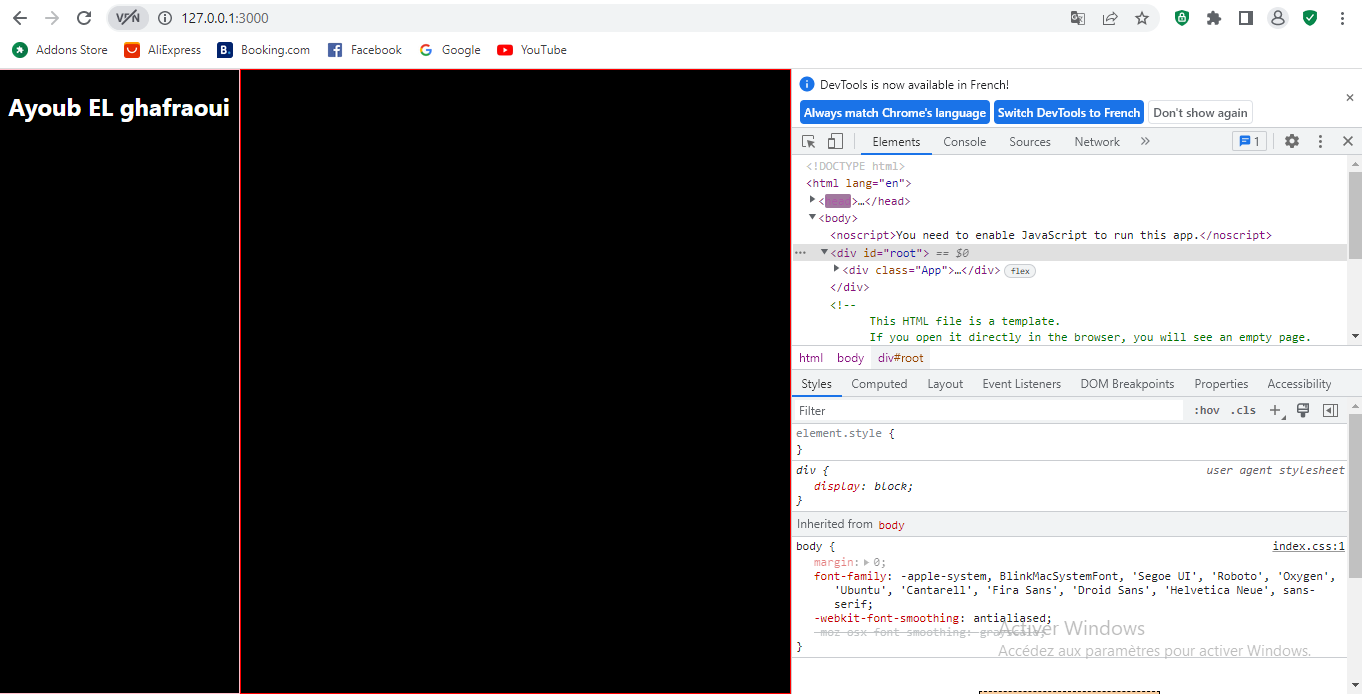 VPN 127.0.0.1:3000
Addons Store AliExpress B. Booking.com Facebook Google YouTube
Ayoub EL ghafraoui
DevTools is now available in French!
Always match Chrome's language Switch DevTools to French Don't show again
Elements Console Sources Network » 1
<!DOCTYPE html>
<html lang="en">
<head>…</head>
<body>
<noscript>You need to enable JavaScript to run this app.</noscript>
<div id="root"> == $0
<div class="App">…</div> flex
</div>
<!--
This HTML file is a template.
If you open it directly in the browser, you will see an empty page.
html body div#root
Styles Computed Layout Event Listeners DOM Breakpoints Properties Accessibility
Filter :hov .cls
element.style {
}
div { user agent stylesheet
display: block;
}
Inherited from body
body { index.css:1
margin: 0;
font-family: -apple-system, BlinkMacSystemFont, 'Segoe UI', 'Roboto', 'Oxygen',
'Ubuntu', 'Cantarell', 'Fira Sans', 'Droid Sans', 'Helvetica Neue', sans-
serif;
-webkit-font-smoothing: antialiased;
-moz-osx-font-smoothing: grayscale;
}
Activer Windows
Accédez aux paramètres pour activer Windows.